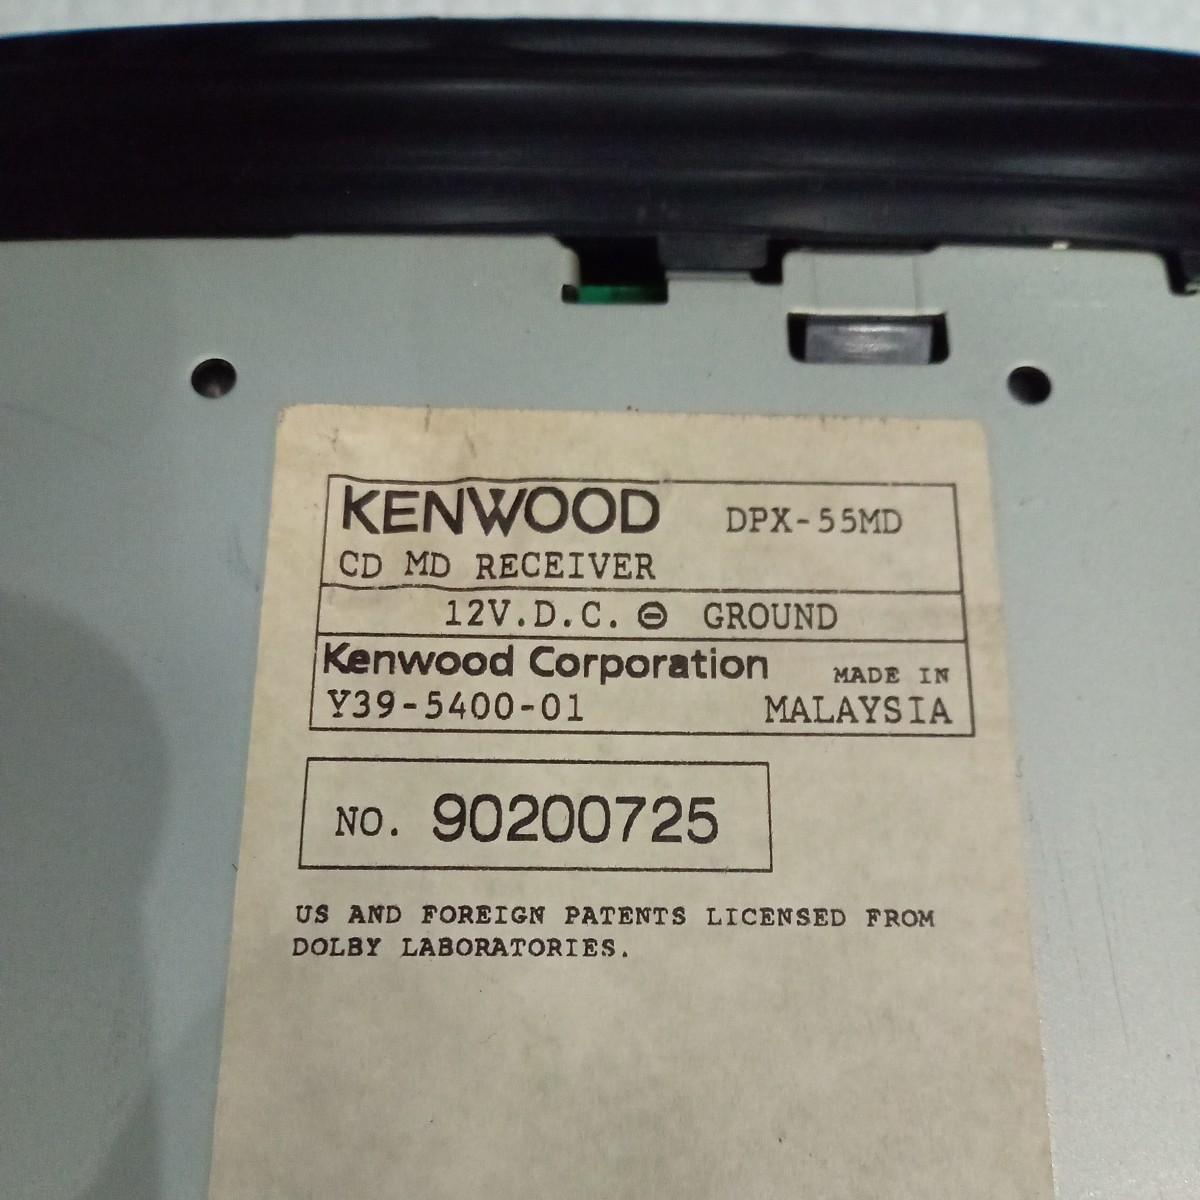 KENWOOD DPX-55MD
CD MD RECEIVER
12V.D.C. ⊖ GROUND
Kenwood Corporation MADE IN
Y39-5400-01 MALAYSIA
NO. 90200725
US AND FOREIGN PATENTS LICENSED FROM
DOLBY LABORATORIES.